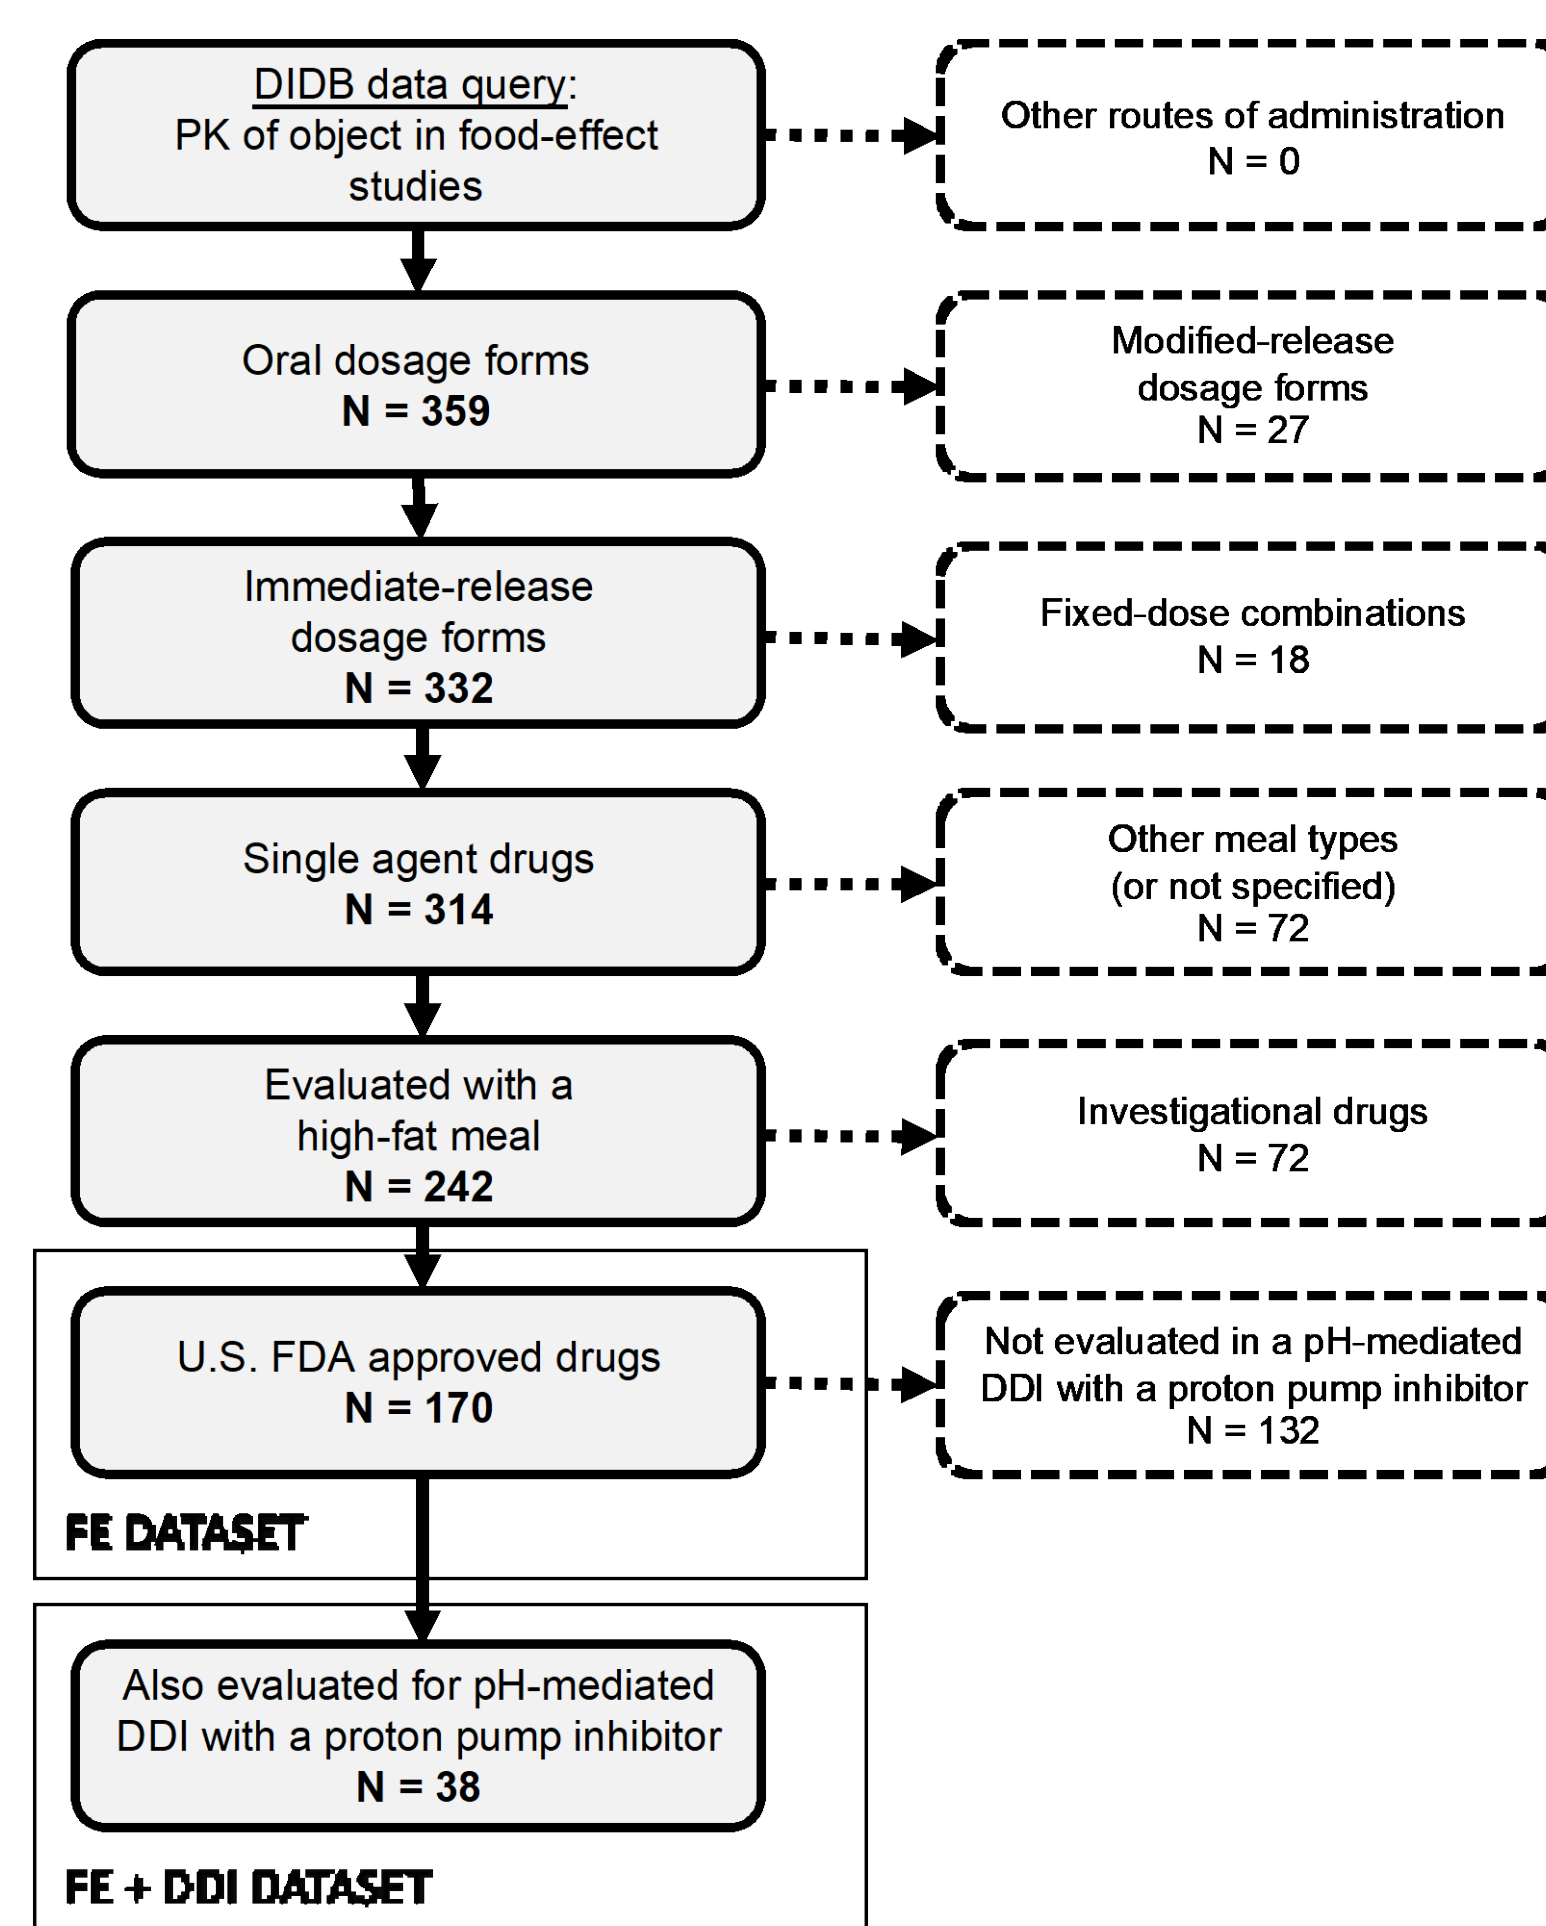 DIDB data query:
PK of object in food-effect
studies
Other routes of administration
N = 0
Oral dosage forms
N = 359
Modified-release
dosage forms
N = 27
Immediate-release
dosage forms
N = 332
Fixed-dose combinations
N = 18
Single agent drugs
N = 314
Other meal types
(or not specified)
N = 72
Evaluated with a
high-fat meal
N = 242
Investigational drugs
N = 72
U.S. FDA approved drugs
N = 170
Not evaluated in a pH-mediated
DDI with a proton pump inhibitor
N = 132
FE DATASET
Also evaluated for pH-mediated
DDI with a proton pump inhibitor
N = 38
FE + DDI DATASET